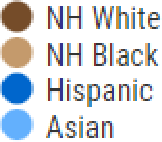 NH White
NH Black
Hispanic
Asian